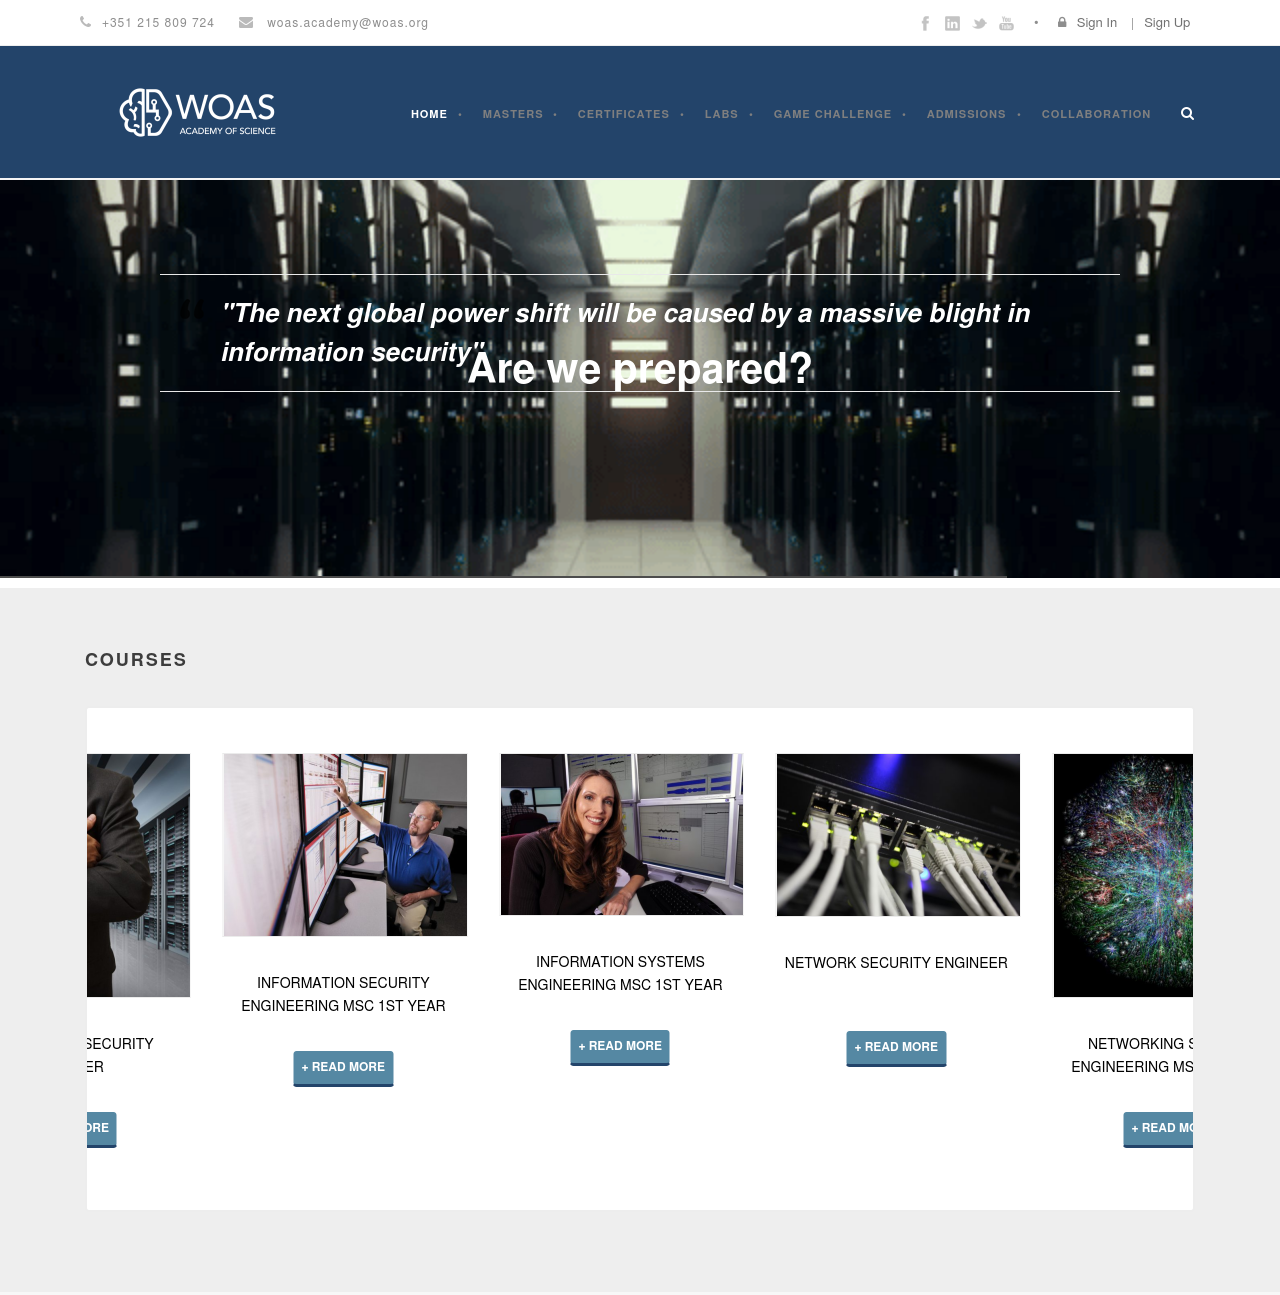 +351 215 809 724 woas.academy@woas.org • Sign In | Sign Up
WOAS
ACADEMY OF SCIENCE
HOME • MASTERS • CERTIFICATES • LABS • GAME CHALLENGE • ADMISSIONS • COLLABORATION
"The next global power shift will be caused by a massive blight in
information security"
Are we prepared?
COURSES
SECURITY
ER
ORE
INFORMATION SECURITY
ENGINEERING MSC 1ST YEAR
+ READ MORE
INFORMATION SYSTEMS
ENGINEERING MSC 1ST YEAR
+ READ MORE
NETWORK SECURITY ENGINEER
+ READ MORE
NETWORKING S
ENGINEERING MS
+ READ MO